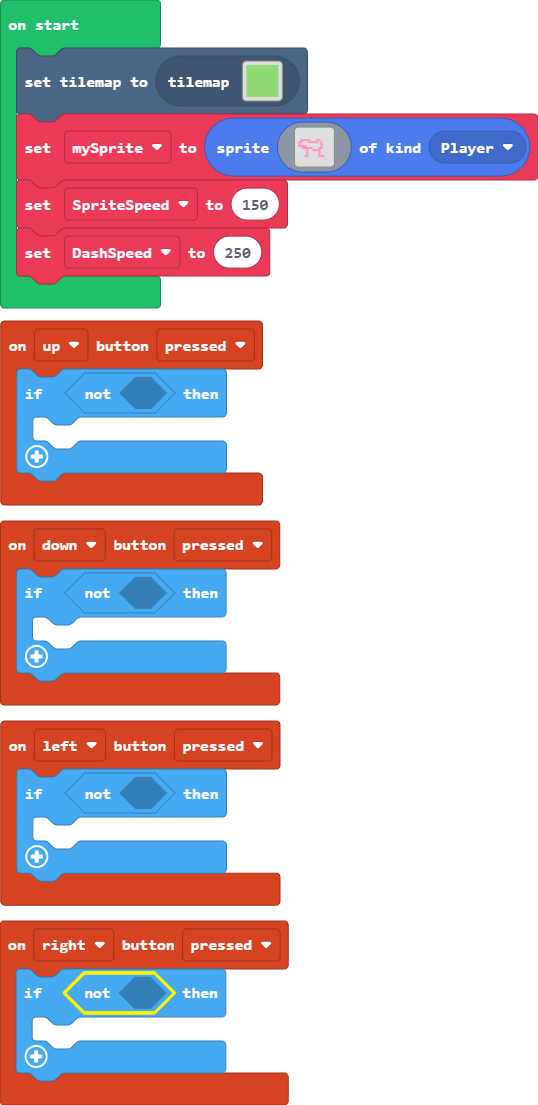 on start
set tilemap to tilemap
set mySprite to sprite of kind Player
set SpriteSpeed to 150
set DashSpeed to 250
on up button pressed
if not then
on down button pressed
if not then
on left button pressed
if not then
on right button pressed
if not then